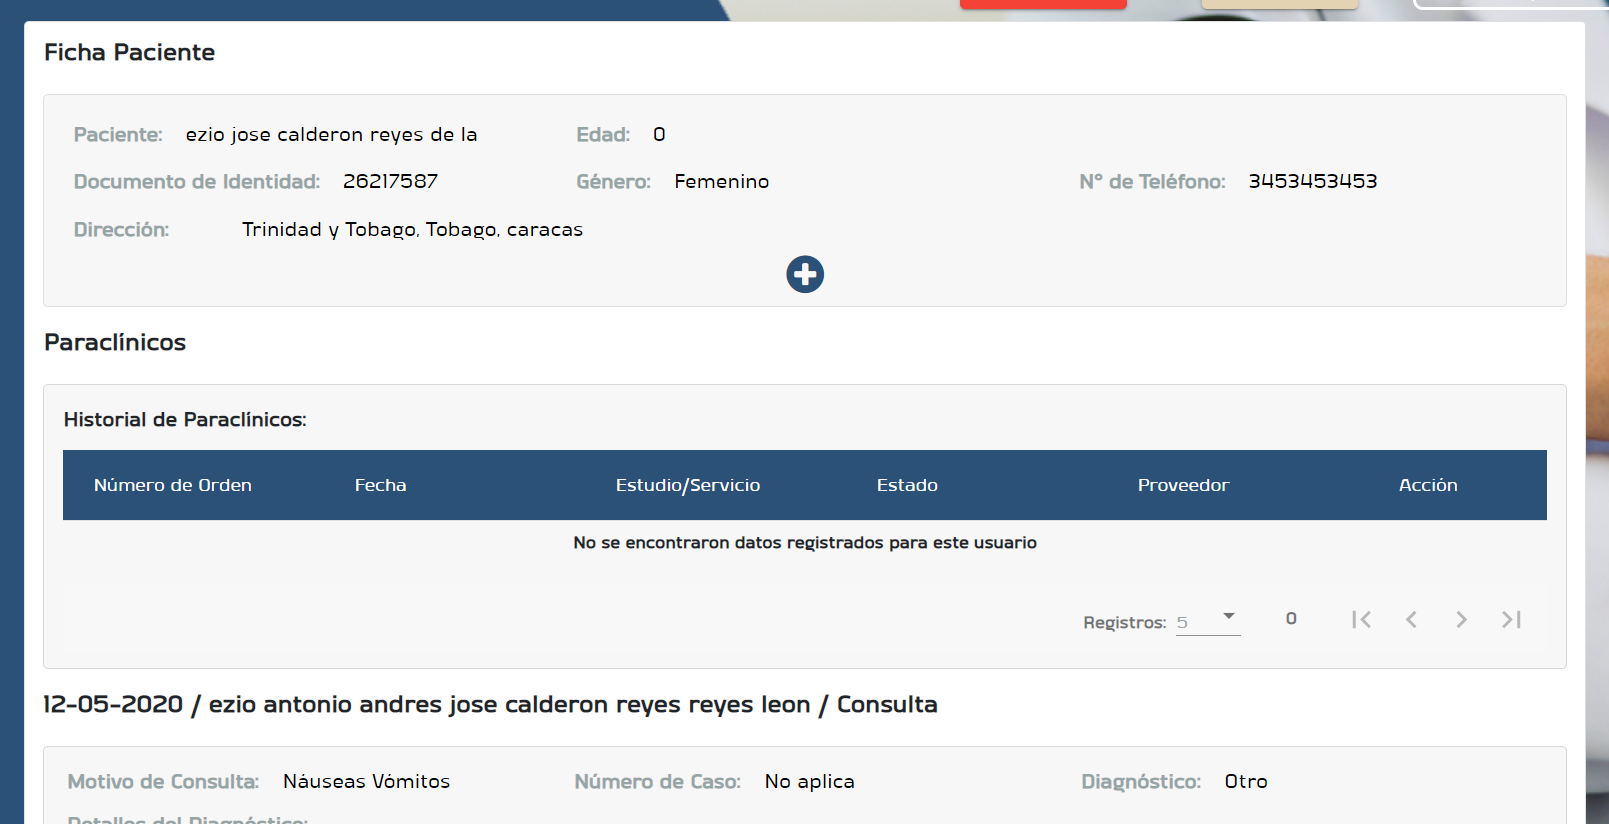 Ficha Paciente
Paciente: ezio jose calderon reyes de la Edad: 0
Documento de Identidad: 26217587 Género: Femenino N° de Teléfono: 3453453453
Dirección: Trinidad y Tobago, Tobago, caracas
Paraclínicos
Historial de Paraclínicos:
Número de Orden Fecha Estudio/Servicio Estado Proveedor Acción
No se encontraron datos registrados para este usuario
Registros: 5 0
12-05-2020 / ezio antonio andres jose calderon reyes reyes leon / Consulta
Motivo de Consulta: Náuseas Vómitos Número de Caso: No aplica Diagnóstico: Otro
Detalles del Diagnóstico: